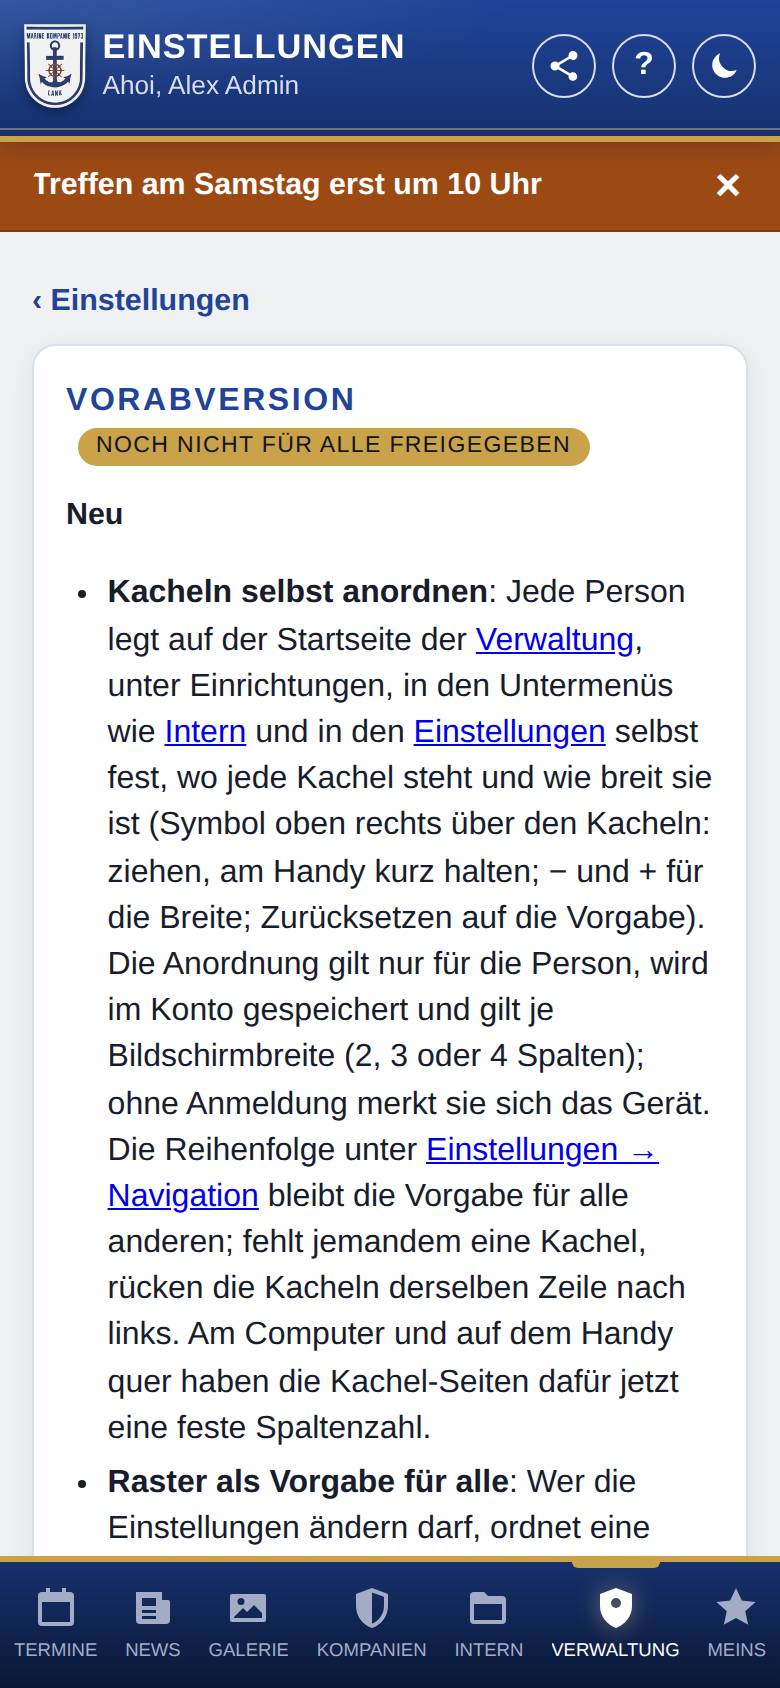 MARINE KOMPANIE 1973
LANK
EINSTELLUNGEN
Ahoi, Alex Admin
?
Treffen am Samstag erst um 10 Uhr
×
‹ Einstellungen
VORABVERSION
NOCH NICHT FÜR ALLE FREIGEGEBEN
Neu
• Kacheln selbst anordnen: Jede Person
legt auf der Startseite der Verwaltung,
unter Einrichtungen, in den Untermenüs
wie Intern und in den Einstellungen selbst
fest, wo jede Kachel steht und wie breit sie
ist (Symbol oben rechts über den Kacheln:
ziehen, am Handy kurz halten; − und + für
die Breite; Zurücksetzen auf die Vorgabe).
Die Anordnung gilt nur für die Person, wird
im Konto gespeichert und gilt je
Bildschirmbreite (2, 3 oder 4 Spalten);
ohne Anmeldung merkt sie sich das Gerät.
Die Reihenfolge unter Einstellungen →
Navigation bleibt die Vorgabe für alle
anderen; fehlt jemandem eine Kachel,
rücken die Kacheln derselben Zeile nach
links. Am Computer und auf dem Handy
quer haben die Kachel-Seiten dafür jetzt
eine feste Spaltenzahl.
• Raster als Vorgabe für alle: Wer die
Einstellungen ändern darf, ordnet eine
TERMINE NEWS GALERIE KOMPANIEN INTERN VERWALTUNG MEINS